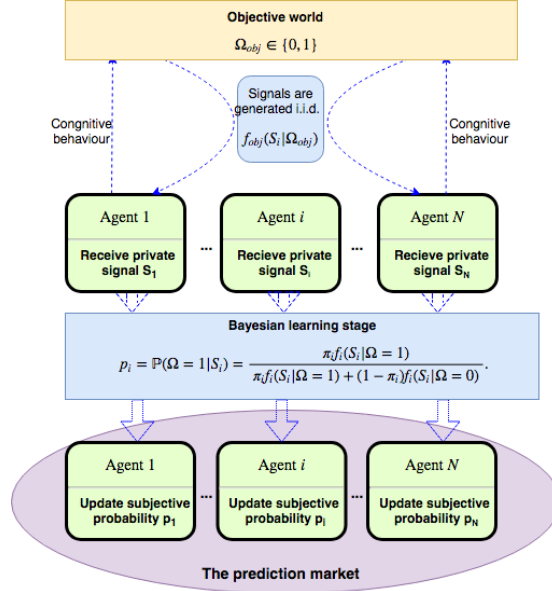 Objective world
Ω_obj ∈ {0, 1}
Signals are
generated i.i.d.
f_obj(S_i|Ω_obj)
Congnitive
behaviour
Congnitive
behaviour
Agent 1
Receive private
signal S_1
...
Agent i
Recieve private
signal S_i
...
Agent N
Recieve private
signal S_N
Bayesian learning stage
p_i = ℙ(Ω = 1|S_i) = π_i f_i(S_i|Ω = 1) / π_i f_i(S_i|Ω = 1) + (1 − π_i)f_i(S_i|Ω = 0) .
Agent 1
Update subjective
probability p_1
...
Agent i
Update subjective
probability p_i
...
Agent N
Update subjective
probability p_N
The prediction market